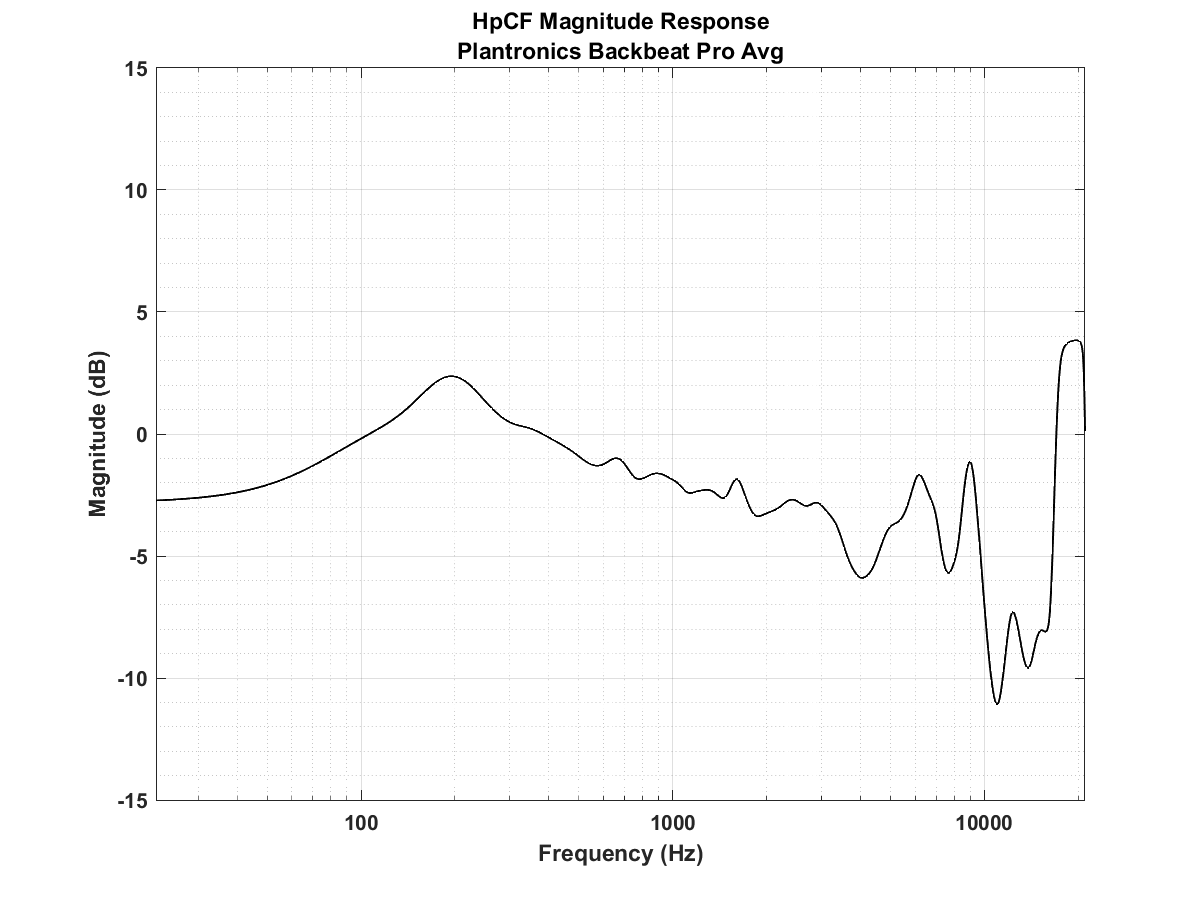 HpCF Magnitude Response
Plantronics Backbeat Pro Avg
15
10
5
0
-5
-10
-15
Magnitude (dB)
100
1000
10000
Frequency (Hz)